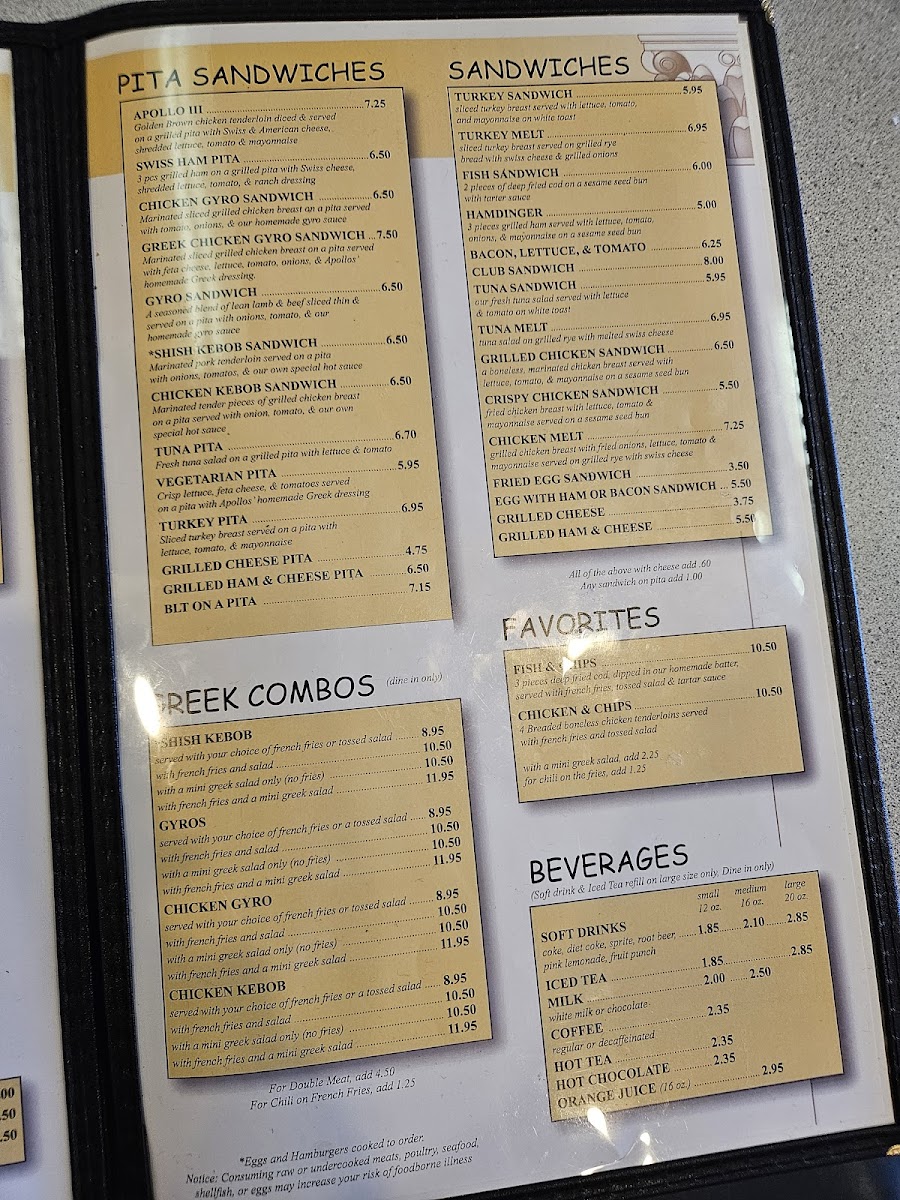 PITA SANDWICHES
APOLLO III ... 7.25
Golden Brown chicken tenderloin diced & served
on a grilled pita with Swiss & American cheese,
shredded lettuce, tomato & mayonnaise
SWISS HAM PITA ... 6.50
3 pcs grilled ham on a grilled pita with Swiss cheese,
shredded lettuce, tomato, & ranch dressing
CHICKEN GYRO SANDWICH ... 6.50
Marinated sliced grilled chicken breast on a pita served
with tomato, onions, & our homemade gyro sauce
GREEK CHICKEN GYRO SANDWICH ... 7.50
Marinated sliced grilled chicken breast on a pita served
with feta cheese, lettuce, tomato, onions, & Apollos'
homemade Greek dressing.
GYRO SANDWICH ... 6.50
A seasoned blend of lean lamb & beef sliced thin &
served on a pita with onions, tomato, & our
homemade gyro sauce
*SHISH KEBOB SANDWICH ... 6.50
Marinated pork tenderloin served on a pita
with onions, tomatos, & our own special hot sauce
CHICKEN KEBOB SANDWICH ... 6.50
Marinated tender pieces of grilled chicken breast
on a pita served with onion, tomato, & our own
special hot sauce
TUNA PITA ... 6.70
Fresh tuna salad on a grilled pita with lettuce & tomato
VEGETARIAN PITA ... 5.95
Crisp lettuce, feta cheese, & tomatoes served
on a pita with Apollos' homemade Greek dressing
TURKEY PITA ... 6.95
Sliced turkey breast served on a pita with
lettuce, tomato, & mayonnaise
GRILLED CHEESE PITA ... 4.75
GRILLED HAM & CHEESE PITA ... 6.50
BLT ON A PITA ... 7.15
GREEK COMBOS (dine in only)
*SHISH KEBOB
served with your choice of french fries or tossed salad ... 8.95
with french fries and salad ... 10.50
with a mini greek salad only (no fries) ... 10.50
with french fries and a mini greek salad ... 11.95
GYROS
served with your choice of french fries or a tossed salad ... 8.95
with french fries and salad ... 10.50
with a mini greek salad only (no fries) ... 10.50
with french fries and a mini greek salad ... 11.95
CHICKEN GYRO
served with your choice of french fries or tossed salad ... 8.95
with french fries and salad ... 10.50
with a mini greek salad only (no fries) ... 10.50
with french fries and a mini greek salad ... 11.95
CHICKEN KEBOB
served with your choice of french fries or a tossed salad ... 8.95
with french fries and salad ... 10.50
with a mini greek salad only (no fries) ... 10.50
with french fries and a mini greek salad ... 11.95
For Double Meat, add 4.50
For Chili on French Fries, add 1.25
*Eggs and Hamburgers cooked to order.
Notice: Consuming raw or undercooked meats, poultry, seafood,
shellfish, or eggs may increase your risk of foodborne illness
SANDWICHES
TURKEY SANDWICH ... 5.95
sliced turkey breast served with lettuce, tomato,
and mayonnaise on white toast
TURKEY MELT ... 6.95
sliced turkey breast served on grilled rye
bread with swiss cheese & grilled onions
FISH SANDWICH ... 6.00
2 pieces of deep fried cod on a sesame seed bun
with tartar sauce
HAMDINGER ... 5.00
3 pieces grilled ham served with lettuce, tomato,
onions, & mayonnaise on a sesame seed bun
BACON, LETTUCE, & TOMATO ... 6.25
CLUB SANDWICH ... 8.00
TUNA SANDWICH ... 5.95
our fresh tuna salad served with lettuce
& tomato on white toast
TUNA MELT ... 6.95
tuna salad on grilled rye with melted swiss cheese
GRILLED CHICKEN SANDWICH ... 6.50
a boneless, marinated chicken breast served with
lettuce, tomato, & mayonnaise on a sesame seed bun
CRISPY CHICKEN SANDWICH ... 5.50
fried chicken breast with lettuce, tomato &
mayonnaise served on a sesame seed bun
CHICKEN MELT ... 7.25
grilled chicken breast with fried onions, lettuce, tomato &
mayonnaise served on grilled rye with swiss cheese
FRIED EGG SANDWICH ... 3.50
EGG WITH HAM OR BACON SANDWICH ... 5.50
GRILLED CHEESE ... 3.75
GRILLED HAM & CHEESE ... 5.50
All of the above with cheese add .60
Any sandwich on pita add 1.00
FAVORITES
FISH & CHIPS ... 10.50
3 pieces deep fried cod, dipped in our homemade batter,
served with french fries, tossed salad & tartar sauce
CHICKEN & CHIPS ... 10.50
4 Breaded boneless chicken tenderloins served
with french fries and tossed salad
with a mini greek salad, add 2.25
for chili on the fries, add 1.25
BEVERAGES
(Soft drink & Iced Tea refill on large size only, Dine in only)
small medium large
12 oz. 16 oz. 20 oz.
SOFT DRINKS
coke, diet coke, sprite, root beer, ... 1.85 ... 2.10 ... 2.85
pink lemonade, fruit punch
ICED TEA ... 1.85 ... 2.85
MILK ... 2.00 ... 2.50
white milk or chocolate
COFFEE ... 2.35
regular or decaffeinated
HOT TEA ... 2.35
HOT CHOCOLATE ... 2.35
ORANGE JUICE (16 oz.) ... 2.95
.00
.50
.50